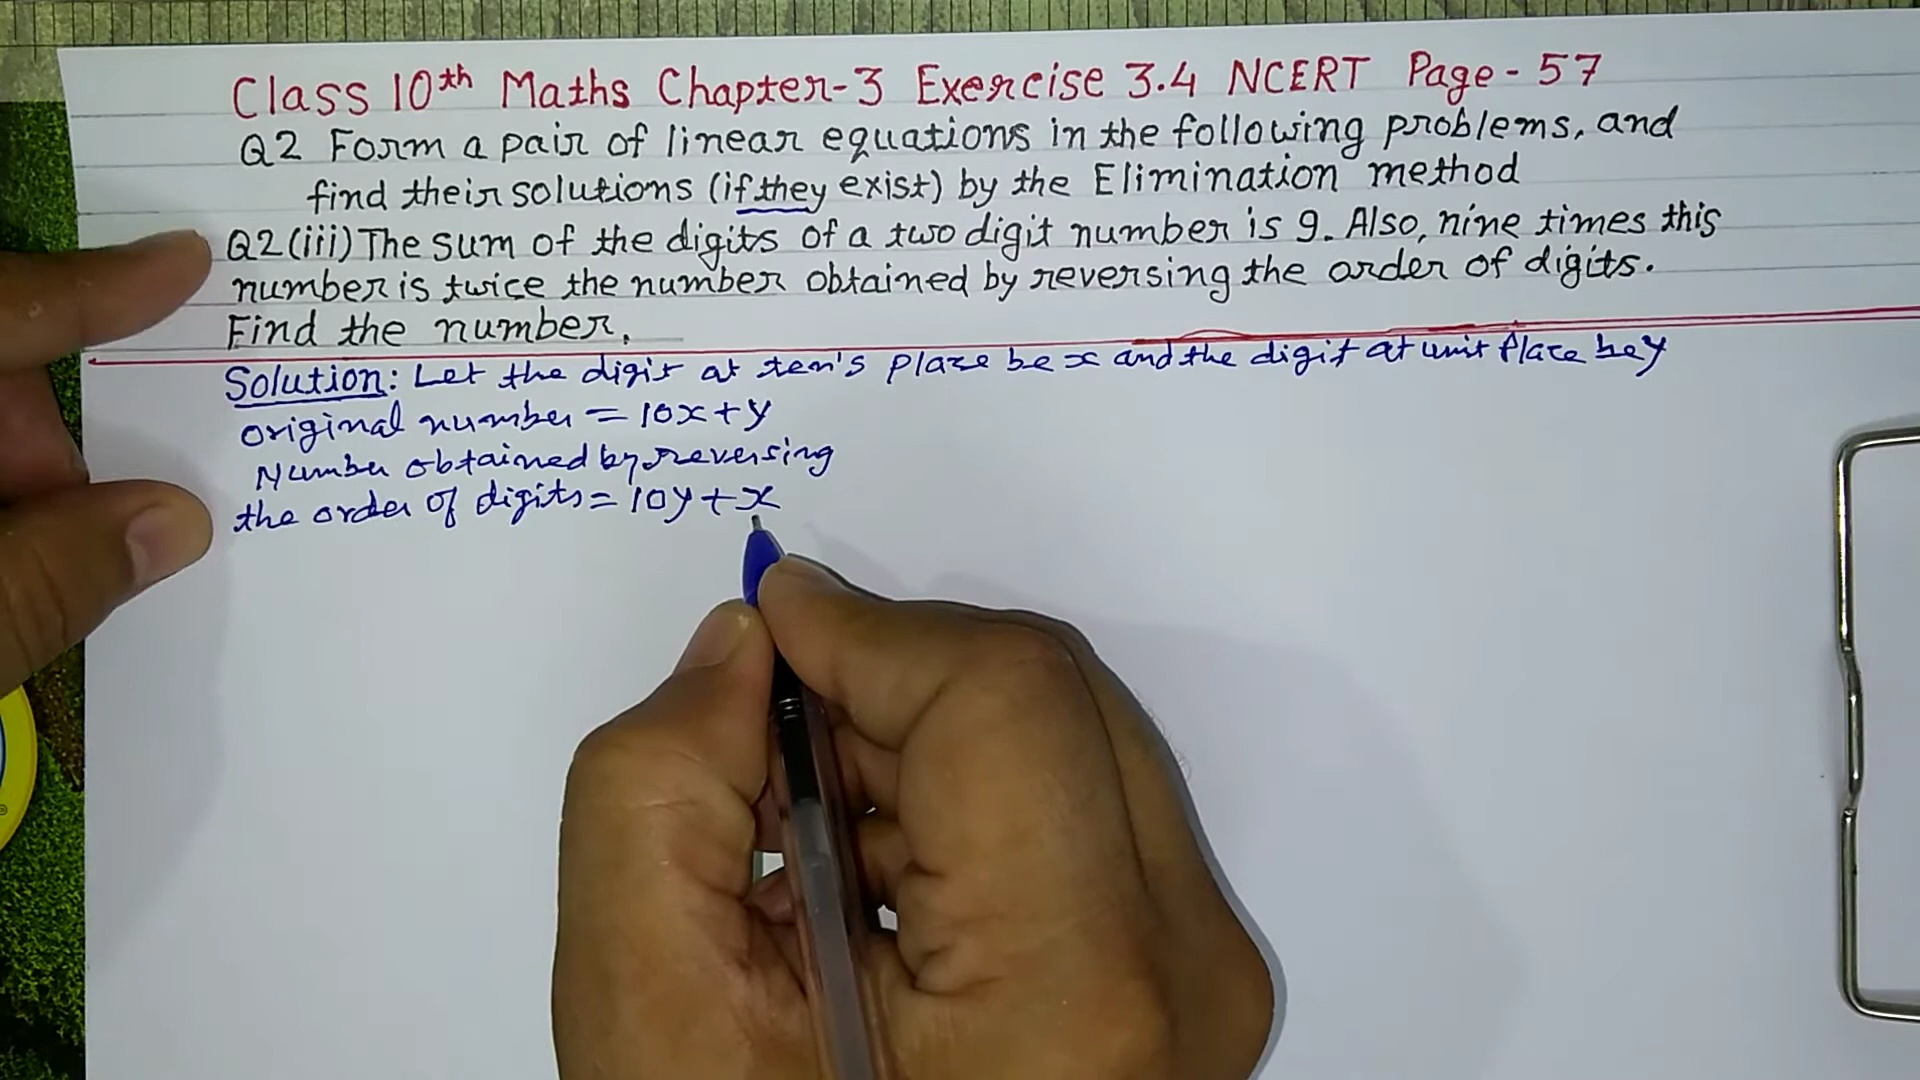 Class 10th Maths Chapter-3 Exercise 3.4 NCERT Page - 57
Q2 Form a pair of linear equations in the following problems, and
find their solutions (if they exist) by the Elimination method
Q2(iii) The sum of the digits of a two digit number is 9. Also, nine times this
number is twice the number obtained by reversing the order of digits.
Find the number.
Solution: Let the digit at ten's place be x and the digit at unit place be y
original number = 10x+y
Number obtained by reversing
the order of digits = 10y+x